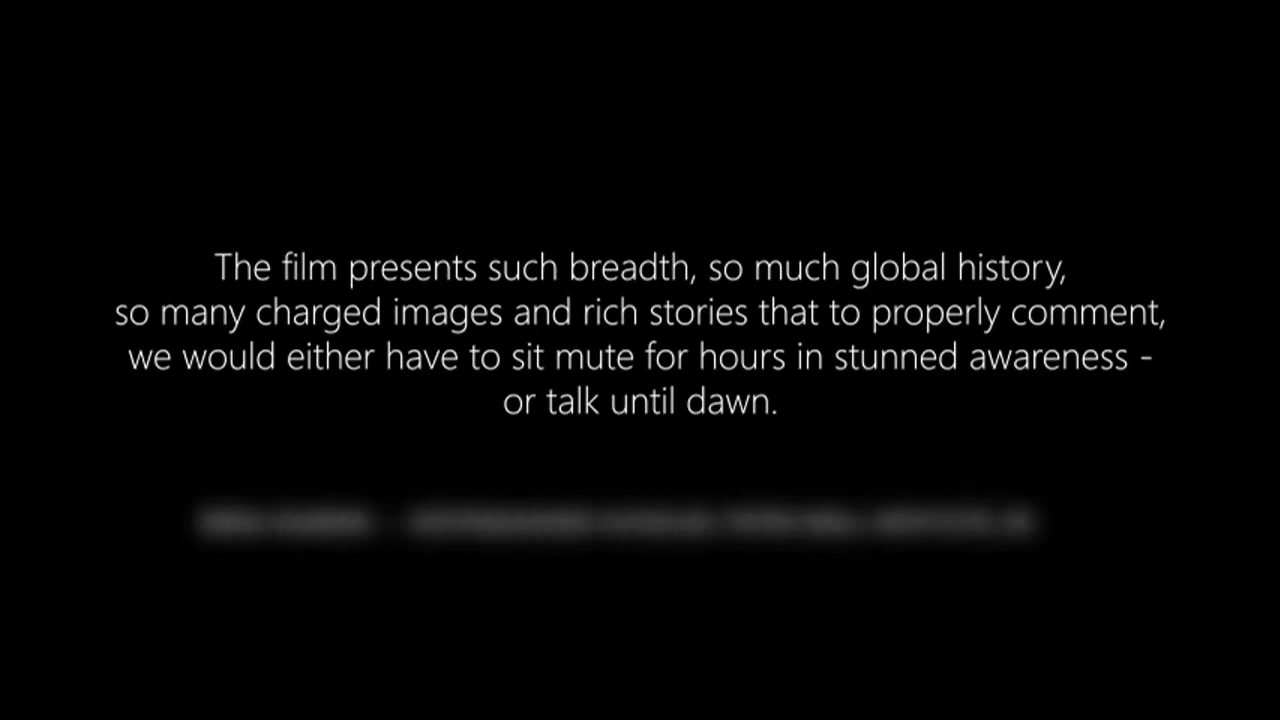 The film presents such breadth, so much global history,
so many charged images and rich stories that to properly comment,
we would either have to sit mute for hours in stunned awareness -
or talk until dawn.